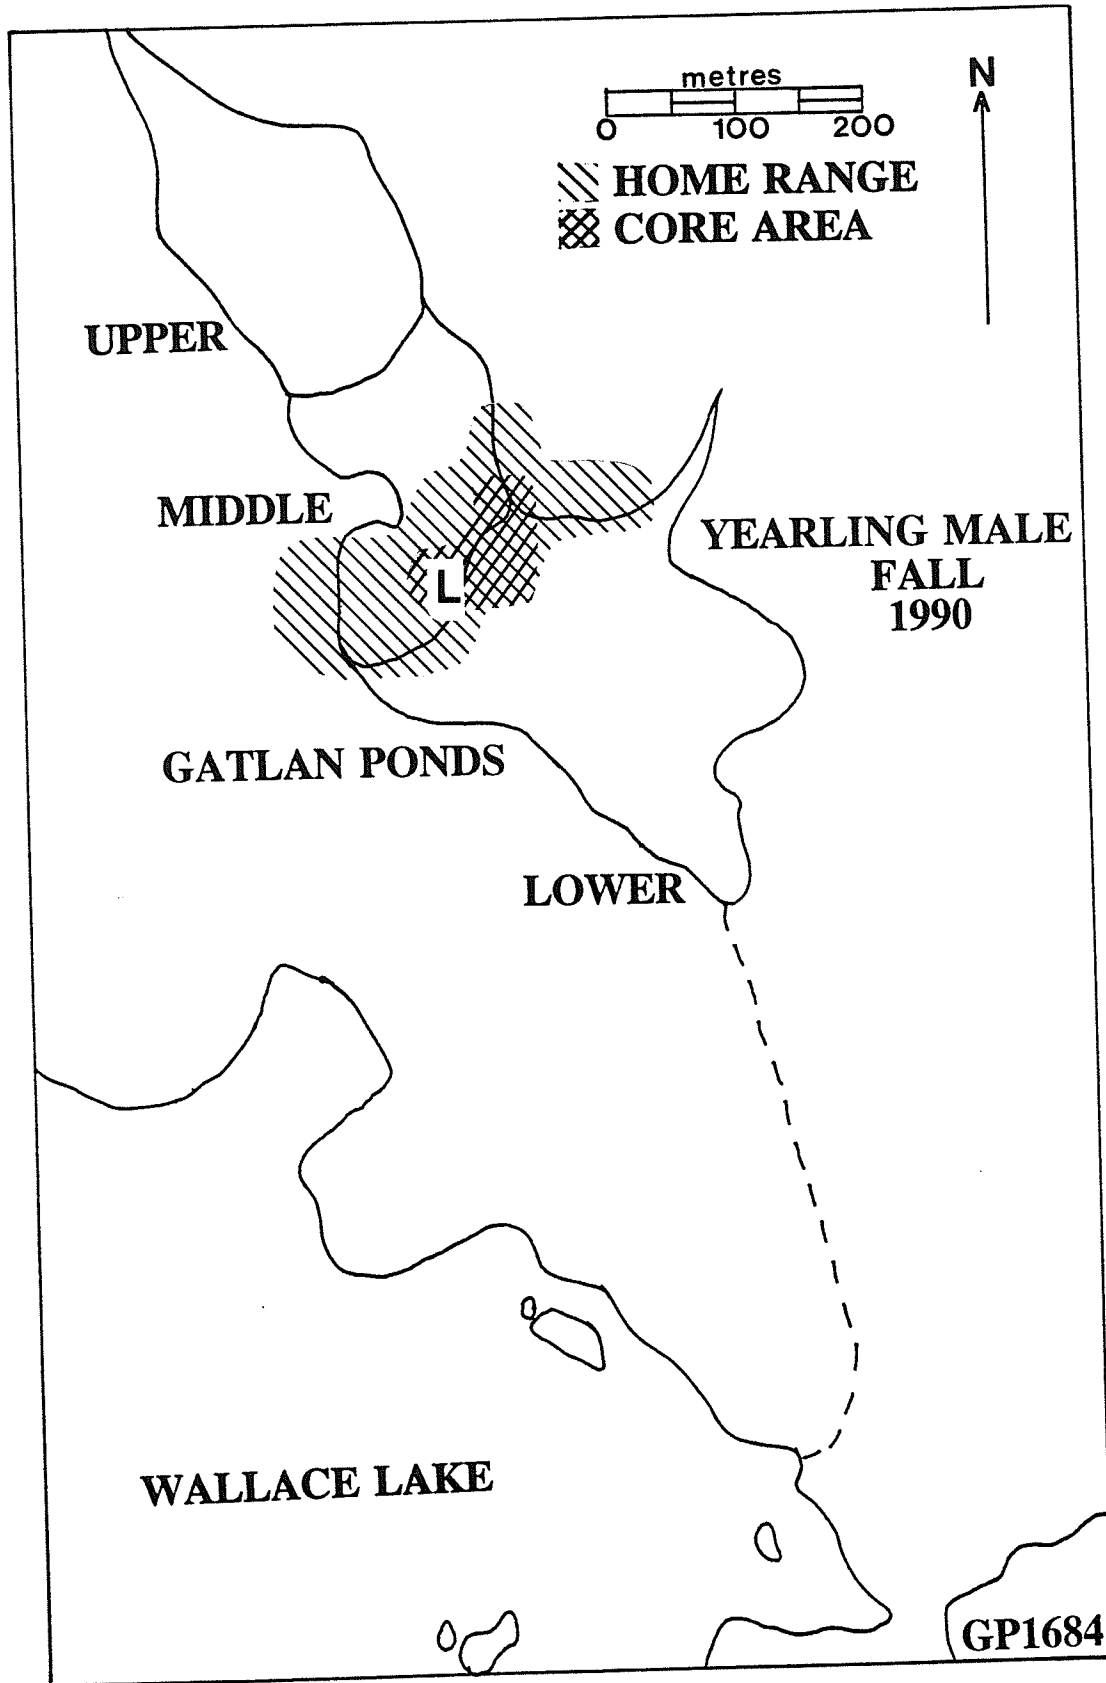 metres
N
0 100 200
HOME RANGE
CORE AREA
UPPER
MIDDLE
YEARLING MALE
FALL
1990
L
GATLAN PONDS
LOWER
WALLACE LAKE
GP1684